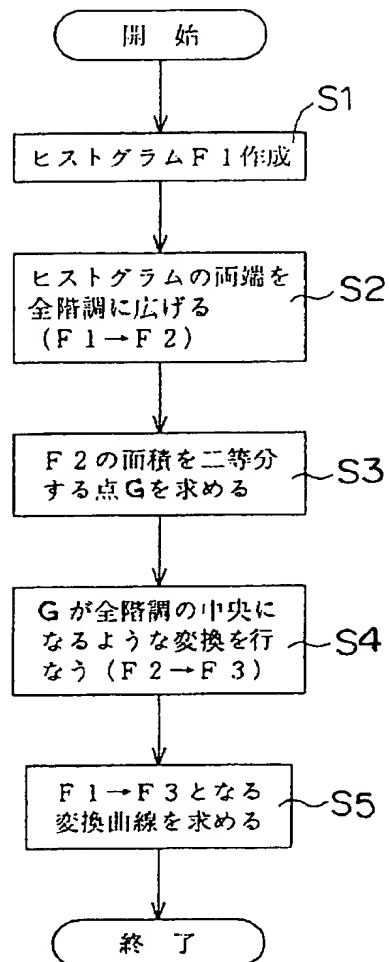 開 始
S1
ヒストグラムF1作成
ヒストグラムの両端を
全階調に広げる
(F1→F2)
S2
F2の面積を二等分
する点Gを求める
S3
Gが全階調の中央に
なるような変換を行
なう(F2→F3)
S4
F1→F3となる
変換曲線を求める
S5
終 了